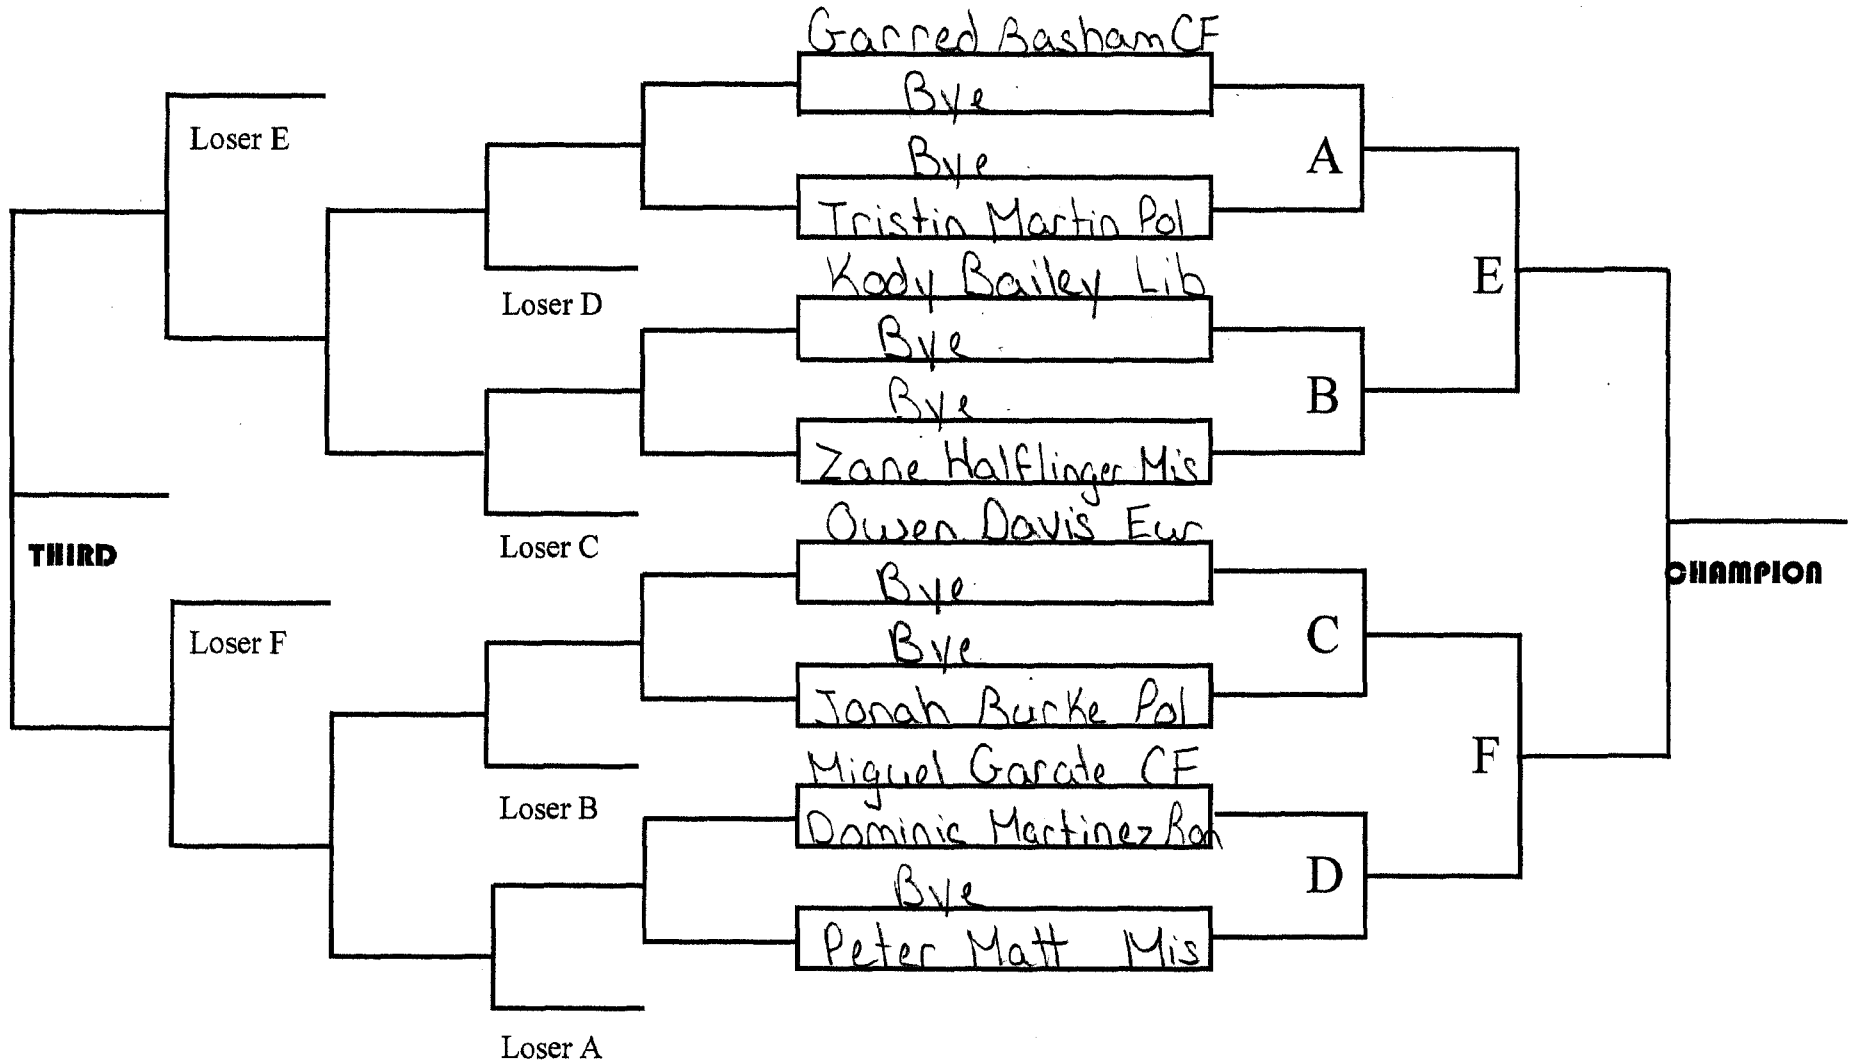 Garred Basham CF
Bye
Loser E
Bye
A
Tristin Martin Pol
Kody Bailey Lib
E
Loser D
Bye
Bye
B
Zane Halflinger Mis
Owen Davis Eur
Loser C
THIRD
CHAMPION
Bye
Loser F
Bye
C
Jonah Burke Pol
Miguel Garate CF
F
Loser B
Dominic Martinez Ron
Bye
D
Peter Matt Mis
Loser A